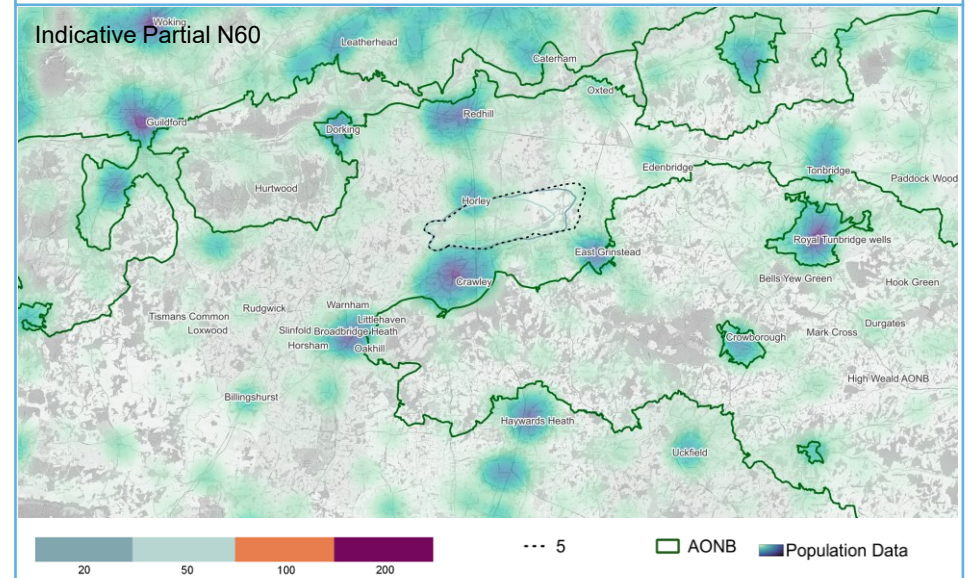 Woking
Indicative Partial N60
Leatherhead
Caterham
Oxted
Guildford
Redhill
Dorking
Edenbridge
Tonbridge
Paddock Wood
Hurtwood
Horley
Royal Tunbridge wells
East Grinstead
Crawley
Bells Yew Green
Hook Green
Warnham
Rudgwick
Tismans Common
Littlehaven
Loxwood
Slinfold
Broadbridge Heath
Durgates
Mark Cross
Crowborough
Horsham
Oakhill
High Weald AONB
Billingshurst
Haywards Heath
Uckfield
5
AONB
Population Data
20 50 100 200